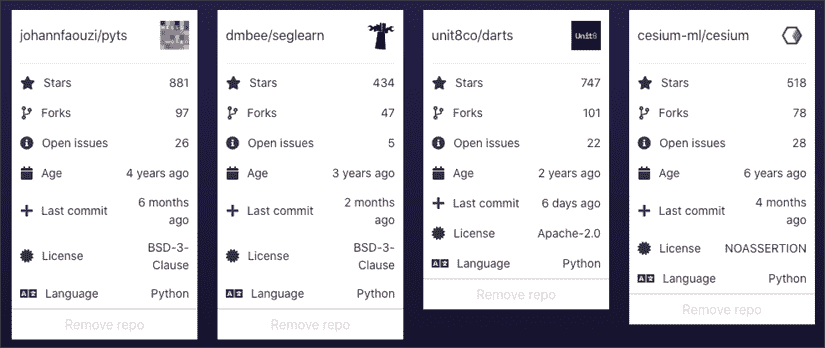 johannfaouzi/pyts
Stars 881
Forks 97
Open issues 26
Age 4 years ago
Last commit 6 months
ago
License BSD-3-
Clause
Language Python
Remove repo
dmbee/seglearn
Stars 434
Forks 47
Open issues 5
Age 3 years ago
Last commit 2 months
ago
License BSD-3-
Clause
Language Python
Remove repo
unit8co/darts
Unit8
Stars 747
Forks 101
Open issues 22
Age 2 years ago
Last commit 6 days ago
License Apache-2.0
Language Python
Remove repo
cesium-ml/cesium
Stars 518
Forks 78
Open issues 28
Age 6 years ago
Last commit 4 months
ago
License NOASSERTION
Language Python
Remove repo